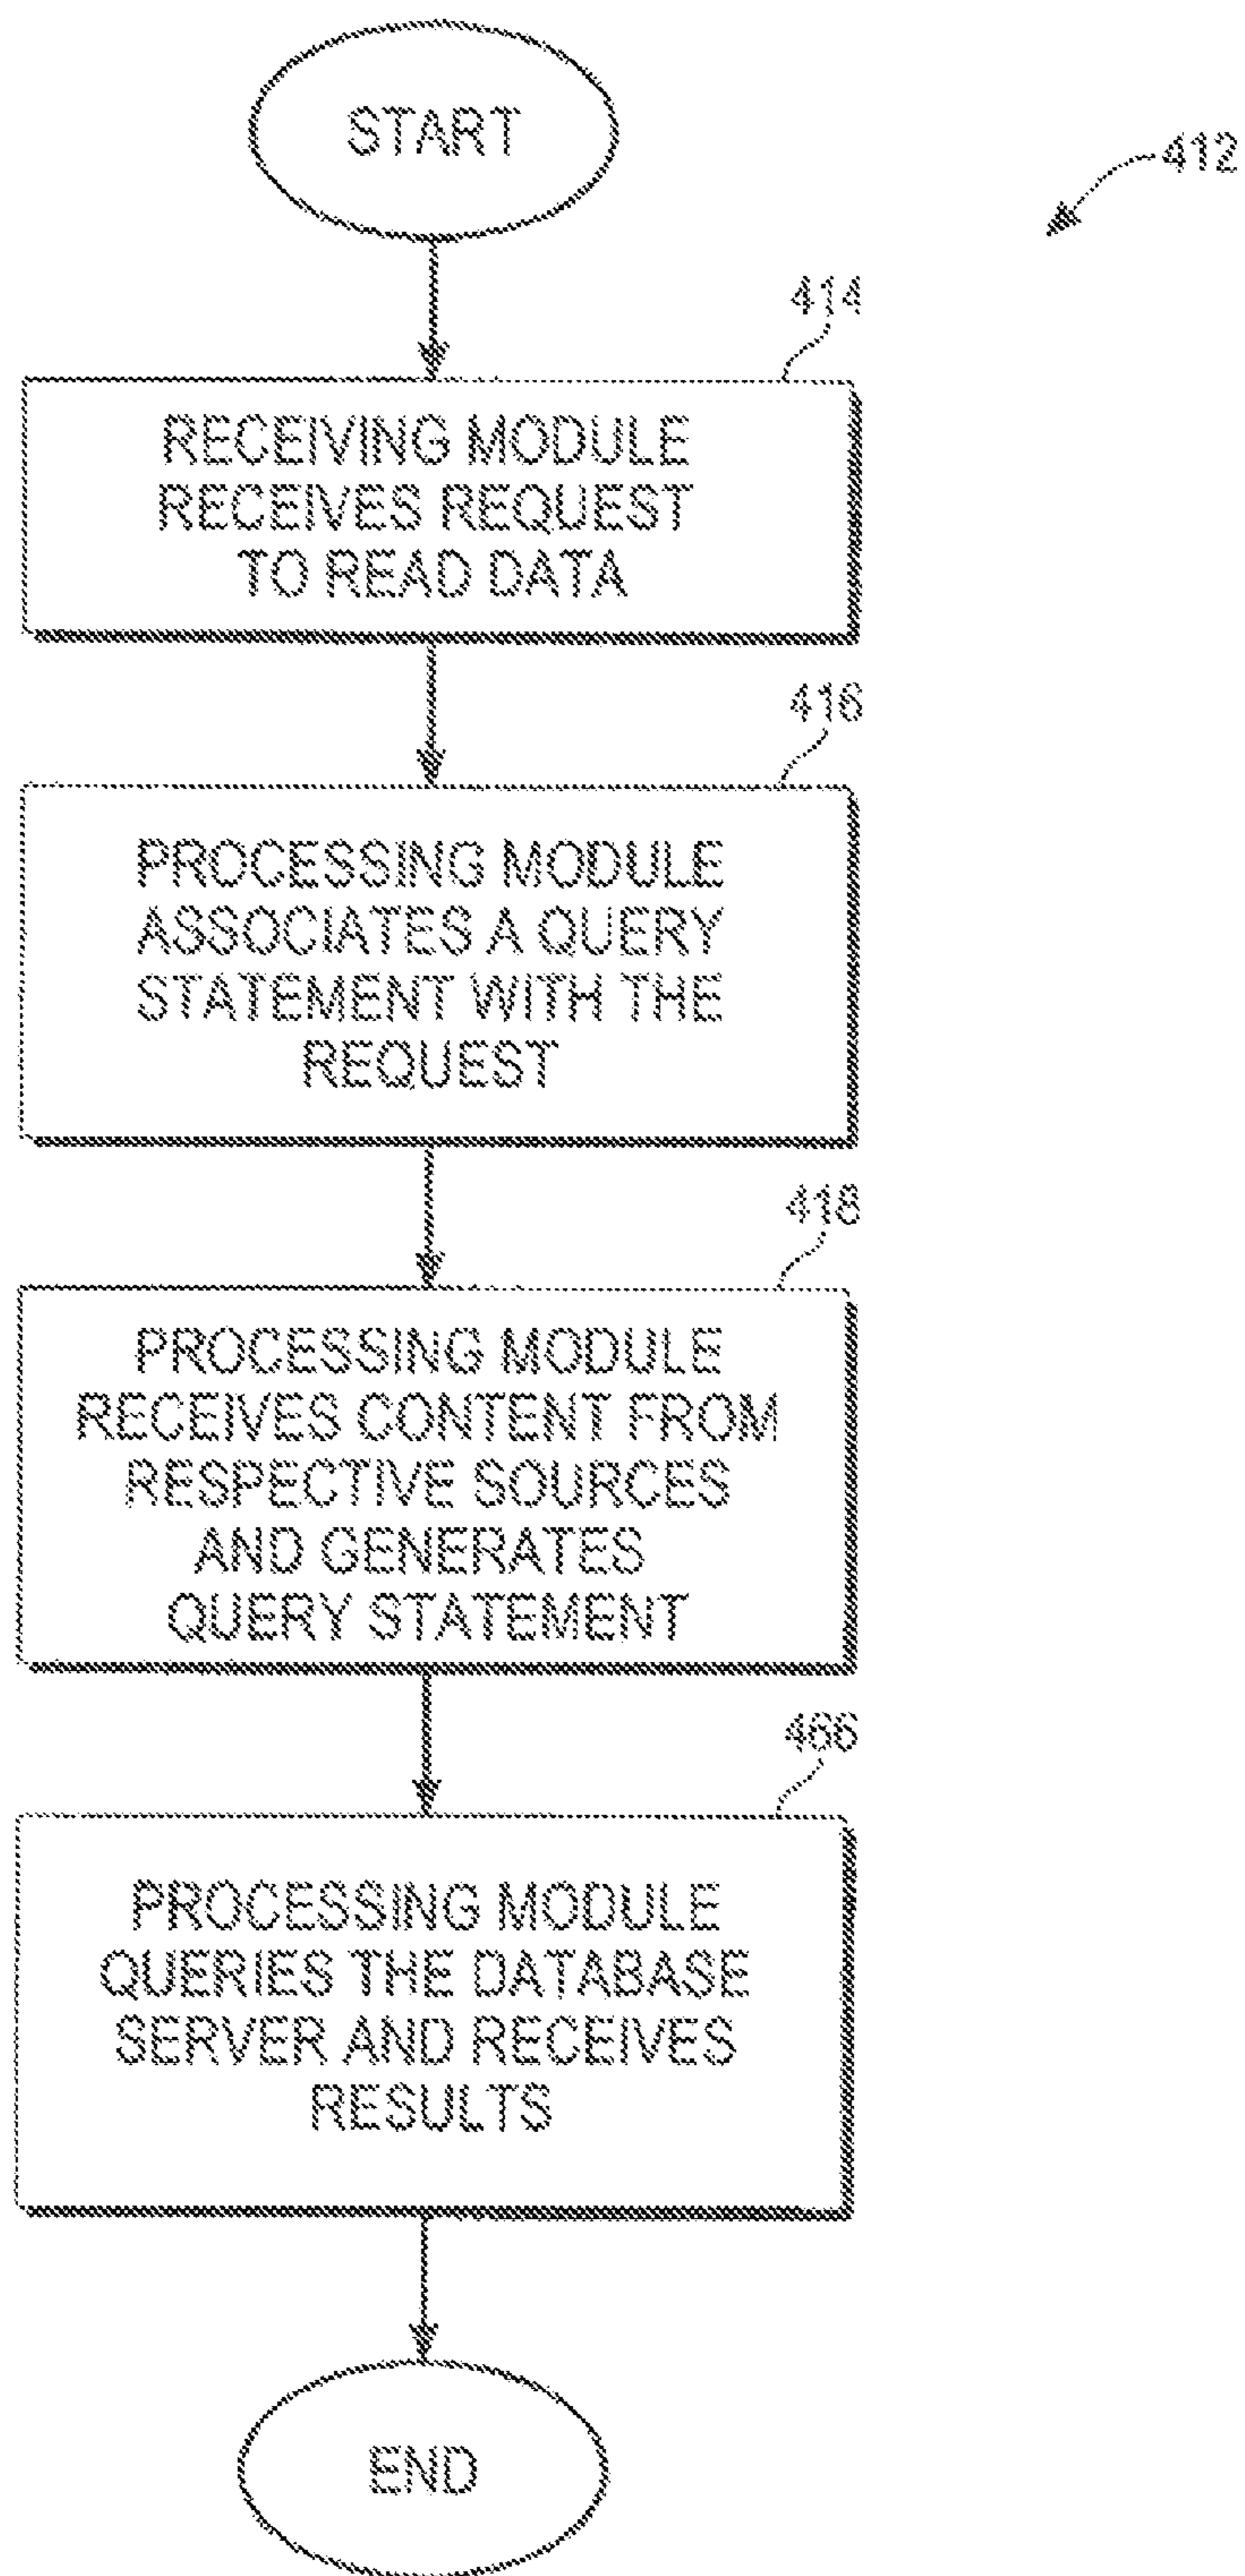 START
412
414
RECEIVING MODULE
RECEIVES REQUEST
TO READ DATA
416
PROCESSING MODULE
ASSOCIATES A QUERY
STATEMENT WITH THE
REQUEST
418
PROCESSING MODULE
RECEIVES CONTENT FROM
RESPECTIVE SOURCES
AND GENERATES
QUERY STATEMENT
466
PROCESSING MODULE
QUERIES THE DATABASE
SERVER AND RECEIVES
RESULTS
END